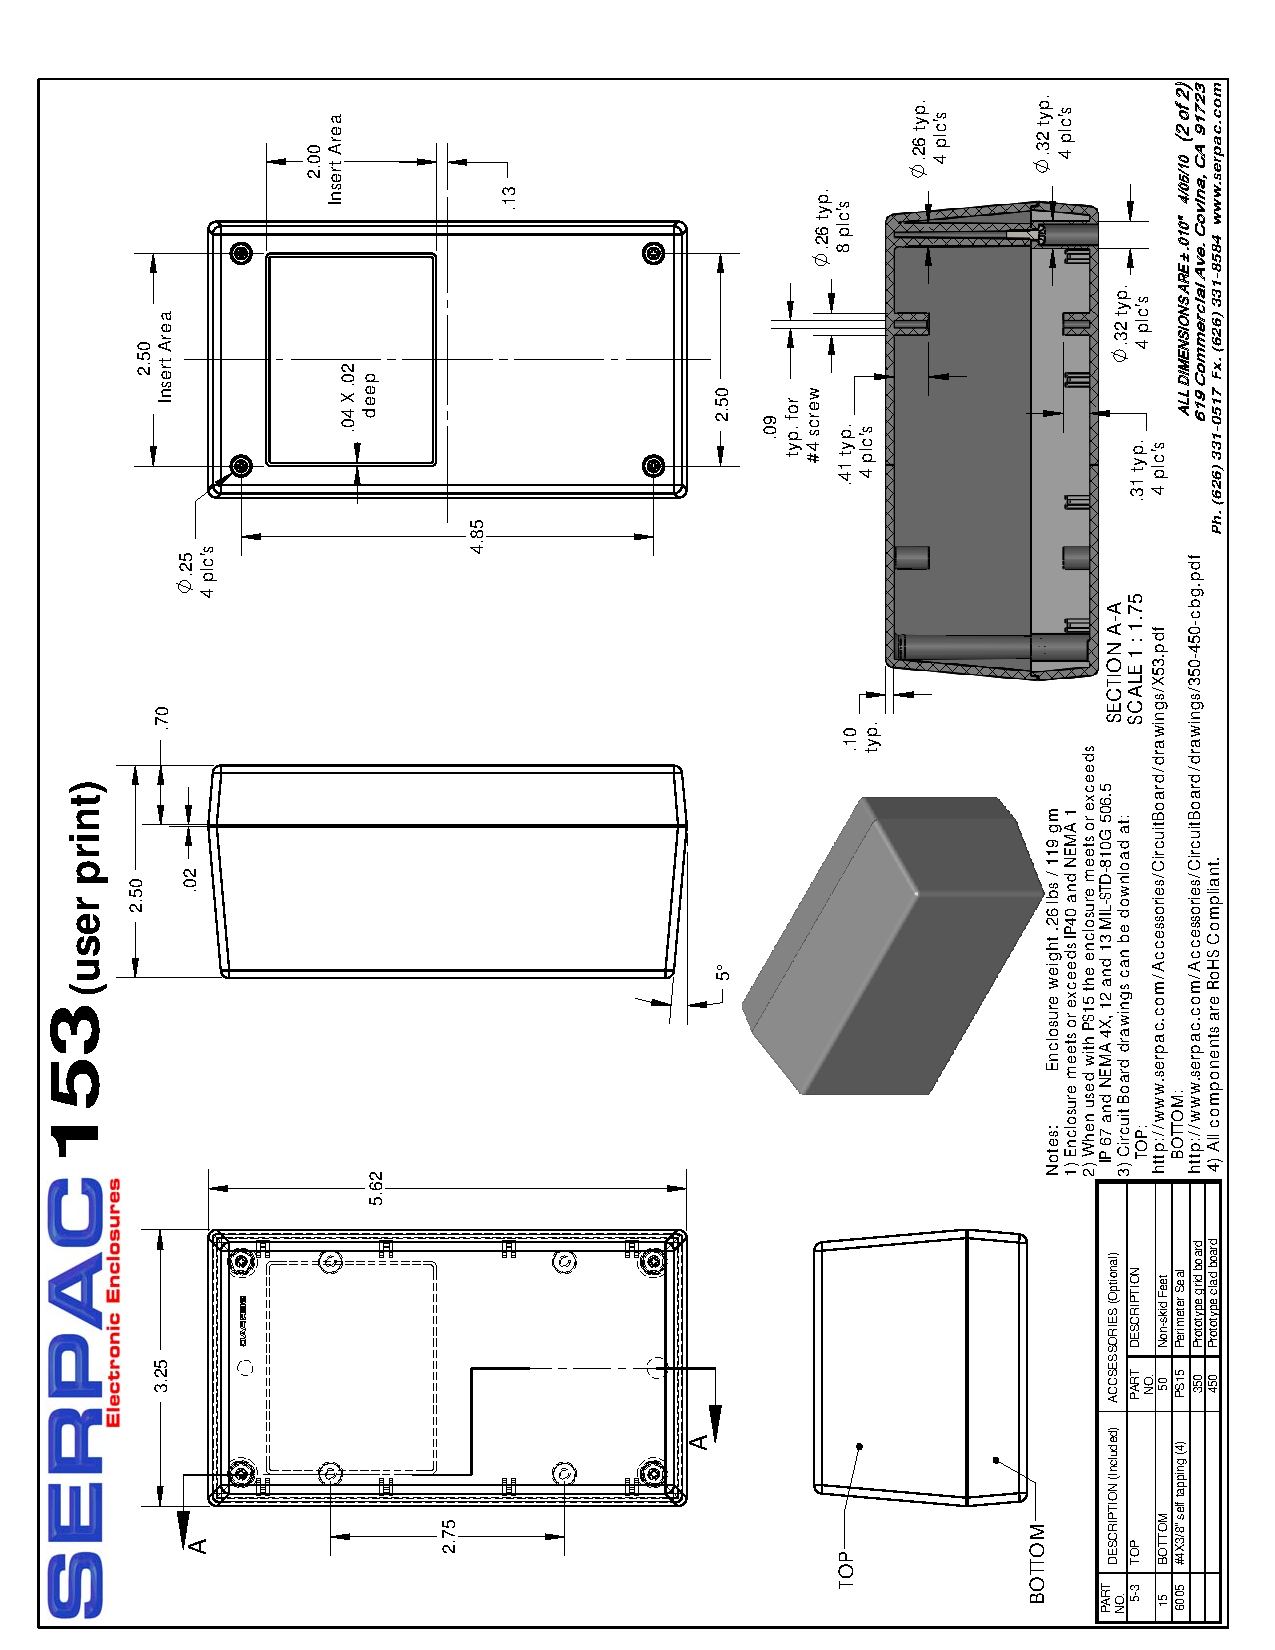 SERPAC 153 (user print)
Electronic Enclosures
3.25
5.62
2.75
A
A
2.50
.70
.02
5°
2.50
Insert Area
2.00
Insert Area
.13
.04 X .02
deep
Ø.25
4 plc's
4.85
2.50
TOP
BOTTOM
.10
typ.
.09
typ. for
#4 screw
.41 typ.
4 plc's
Ø.26 typ.
8 plc's
Ø.26 typ.
4 plc's
Ø.32 typ.
4 plc's
Ø.32 typ.
4 plc's
.31 typ.
4 plc's
SECTION A-A
SCALE 1 : 1.75
Notes: Enclosure weight .26 lbs / 119 gm
1) Enclosure meets or exceeds IP40 and NEMA 1
2) When used with PS15 the enclosure meets or exceeds
IP 67 and NEMA 4X, 12 and 13 MIL-STD-810G 506.5
3) Circuit Board drawings can be download at:
TOP:
http://www.serpac.com/Accessories/CircuitBoard/drawings/X53.pdf
BOTTOM:
http://www.serpac.com/Accessories/CircuitBoard/drawings/350-450-cbg.pdf
4) All components are RoHS Compliant.
PART NO. DESCRIPTION (Included) ACCSESSORIES (Optional)
5-3 TOP PART NO. DESCRIPTION
15 BOTTOM 50 Non-skid Feet
6005 #4X3/8" self tapping (4) PS15 Perimeter Seal
350 Prototype grid board
450 Prototype clad board
ALL DIMENSIONS ARE ± .010" 4/05/10 (2 of 2)
619 Commercial Ave. Covina, CA 91723
Ph. (626) 331-0517 Fx. (626) 331-8584 www.serpac.com